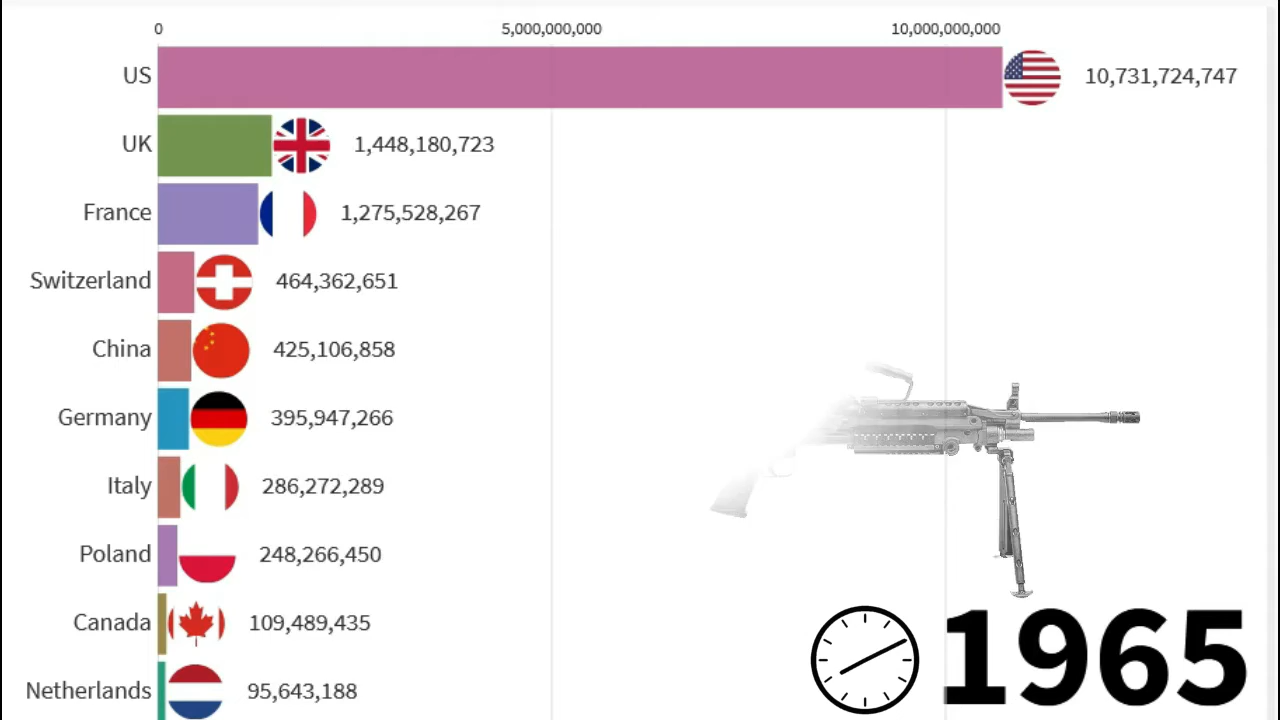 0 5,000,000,000 10,000,000,000
US 10,731,724,747
UK 1,448,180,723
France 1,275,528,267
Switzerland 464,362,651
China 425,106,858
Germany 395,947,266
Italy 286,272,289
Poland 248,266,450
Canada 109,489,435
Netherlands 95,643,188
1965